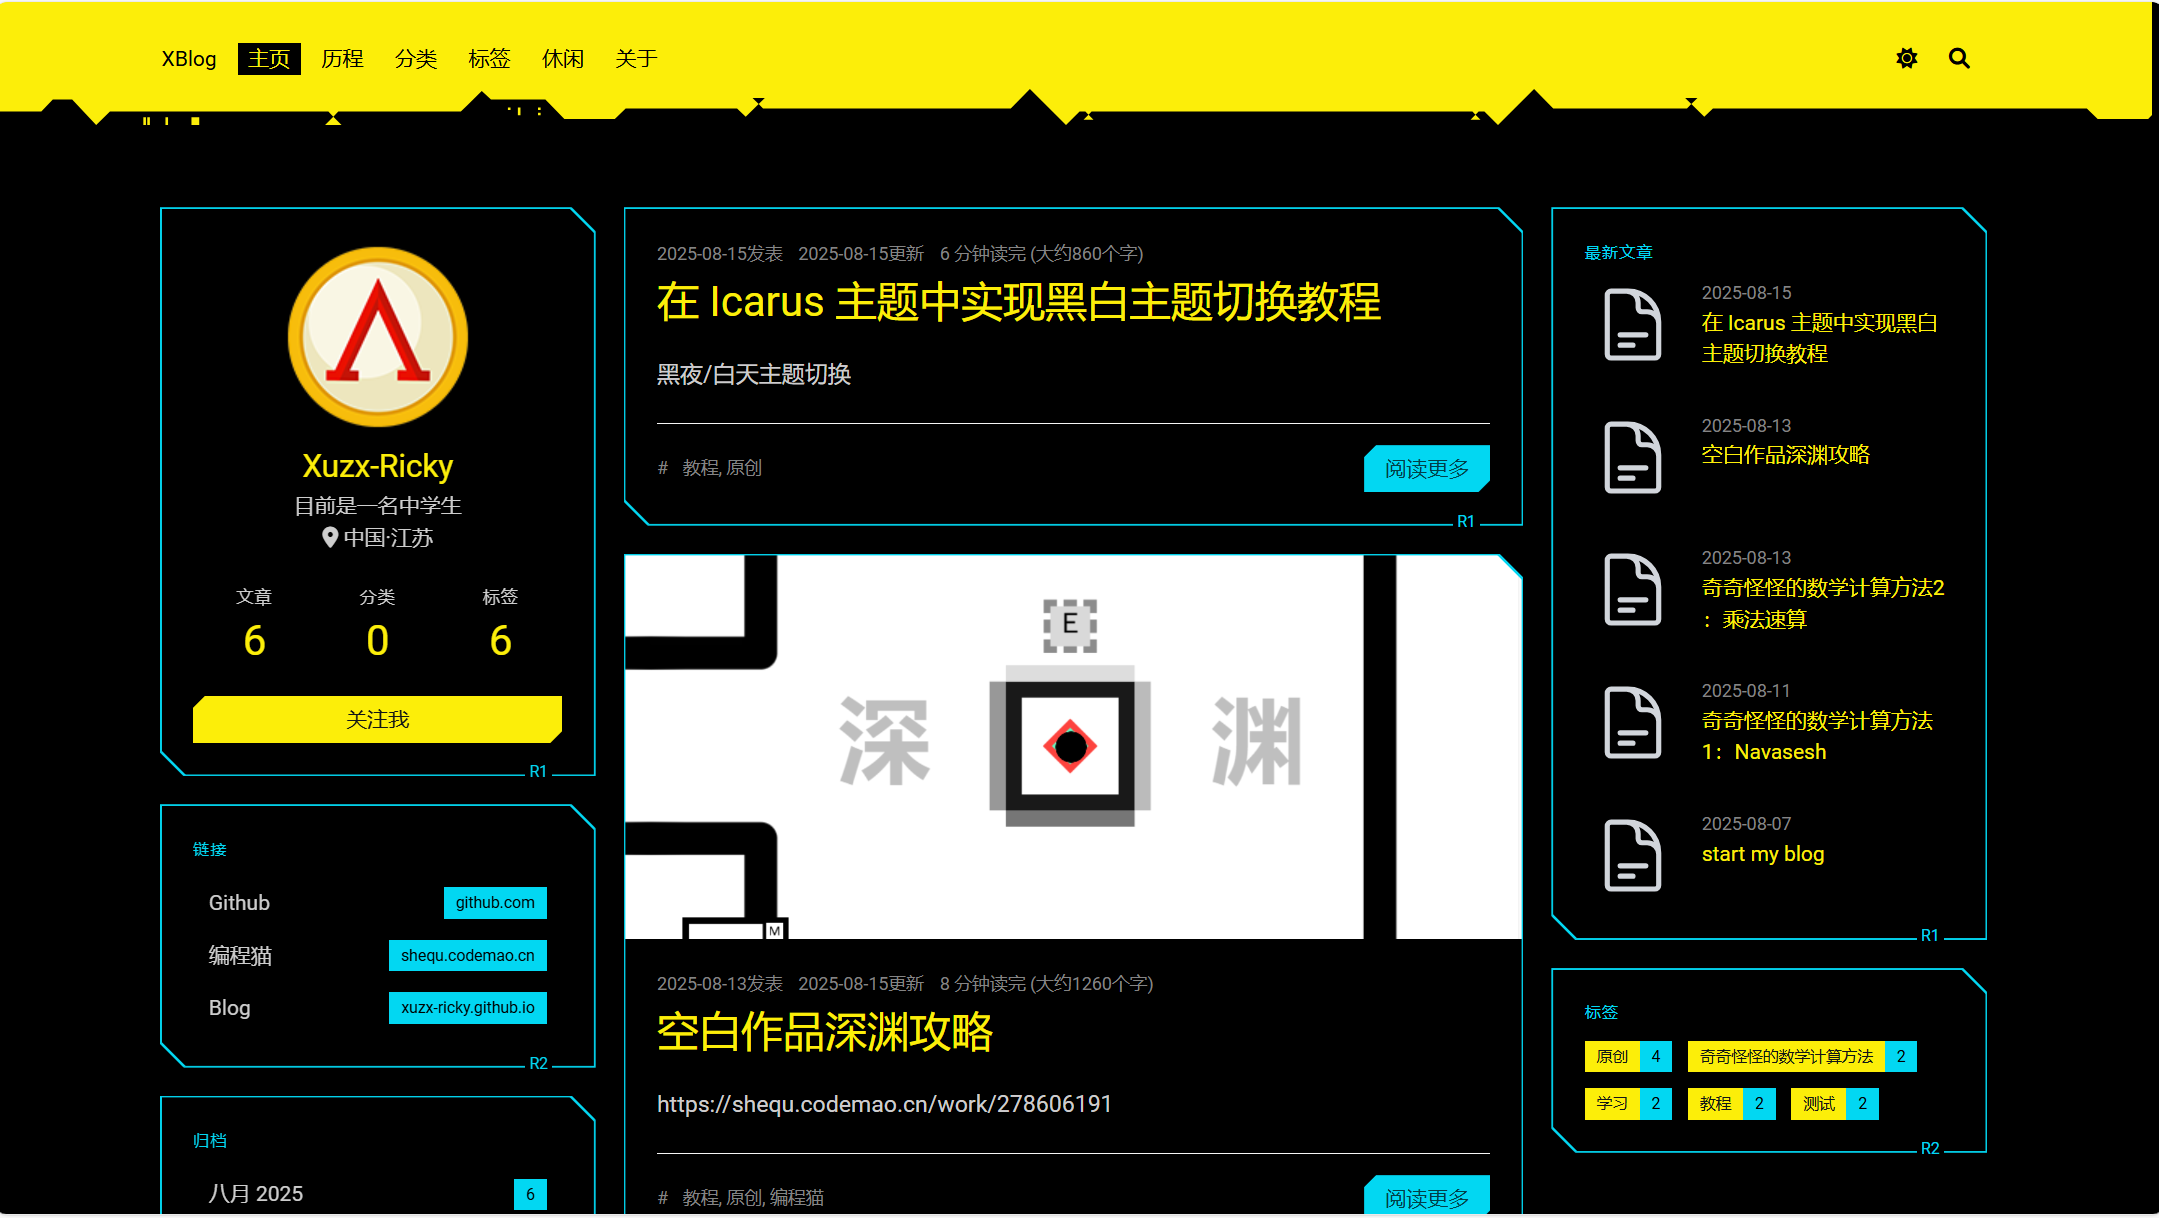 XBlog 主页 历程 分类 标签 休闲 关于
Xuzx-Ricky
目前是一名中学生
中国·江苏
文章 分类 标签
6 0 6
关注我
R1
链接
Github github.com
编程猫 shequ.codemao.cn
Blog xuzx-ricky.github.io
R2
归档
八月 2025 6
2025-08-15发表 2025-08-15更新 6 分钟读完 (大约860个字)
在 Icarus 主题中实现黑白主题切换教程
黑夜/白天主题切换
# 教程, 原创 阅读更多
R1
E
深 渊
M
2025-08-13发表 2025-08-15更新 8 分钟读完 (大约1260个字)
空白作品深渊攻略
https://shequ.codemao.cn/work/278606191
# 教程, 原创, 编程猫 阅读更多
最新文章
2025-08-15
在 Icarus 主题中实现黑白
主题切换教程
2025-08-13
空白作品深渊攻略
2025-08-13
奇奇怪怪的数学计算方法2
：乘法速算
2025-08-11
奇奇怪怪的数学计算方法
1：Navasesh
2025-08-07
start my blog
R1
标签
原创 4 奇奇怪怪的数学计算方法 2
学习 2 教程 2 测试 2
R2